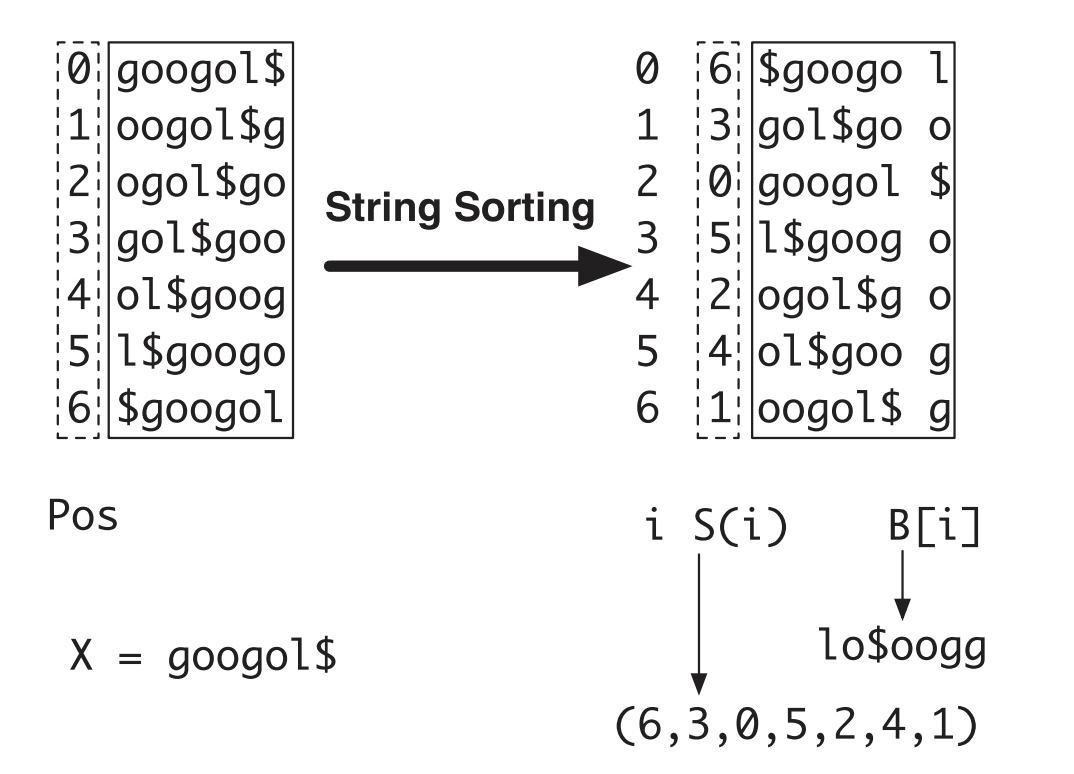 0 googol$
1 oogol$g
2 ogol$go
3 gol$goo
4 ol$goog
5 l$googo
6 $googol
String Sorting
0 6 $googo l
1 3 gol$go o
2 0 googol $
3 5 l$goog o
4 2 ogol$g o
5 4 ol$goo g
6 1 oogol$ g
Pos
i S(i) B[i]
X = googol$
lo$oogg
(6,3,0,5,2,4,1)